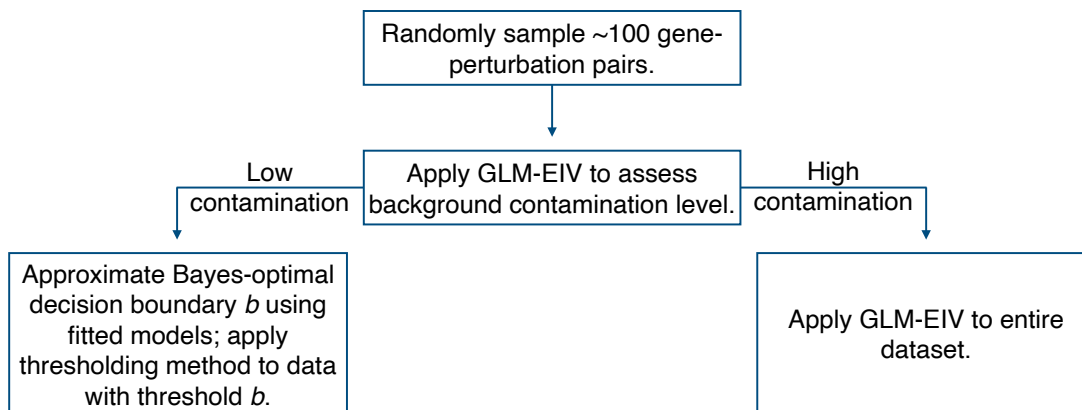 Randomly sample ~100 gene-
perturbation pairs.
Low
contamination
Apply GLM-EIV to assess
background contamination level.
High
contamination
Approximate Bayes-optimal
decision boundary b using
fitted models; apply
thresholding method to data
with threshold b.
Apply GLM-EIV to entire
dataset.